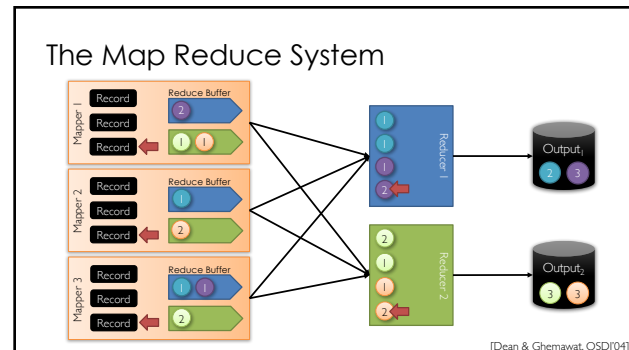 The Map Reduce System
Mapper 1
Record
Record
Record
Reduce Buffer
2
1 1
Mapper 2
Record
Record
Record
Reduce Buffer
1
2
Mapper 3
Record
Record
Record
Reduce Buffer
1 1
2
1
1
1
2
Reducer 1
2
1
1
2
Reducer 2
Output1
2 3
Output2
3 3
[Dean & Ghemawat, OSDI'04]